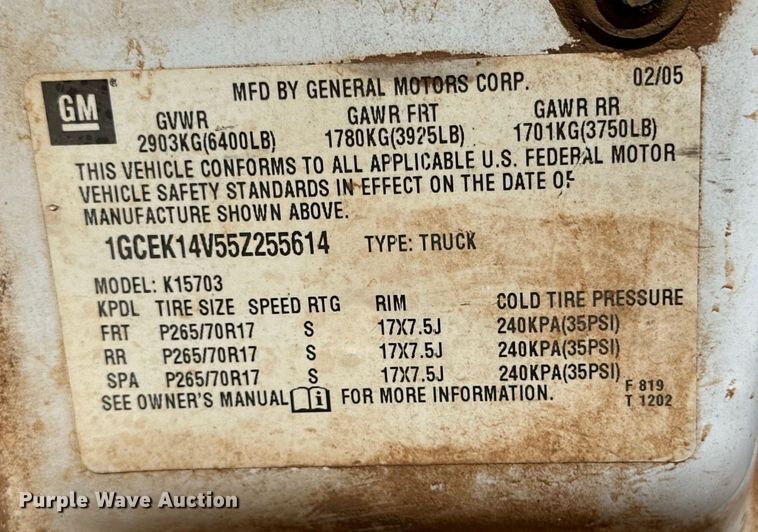 GM
MFD BY GENERAL MOTORS CORP. 02/05
GVWR GAWR FRT GAWR RR
2903KG(6400LB) 1780KG(3925LB) 1701KG(3750LB)
THIS VEHICLE CONFORMS TO ALL APPLICABLE U.S. FEDERAL MOTOR
VEHICLE SAFETY STANDARDS IN EFFECT ON THE DATE OF
MANUFACTURE SHOWN ABOVE.
1GCEK14V55Z255614 TYPE: TRUCK
MODEL: K15703
KPDL TIRE SIZE SPEED RTG RIM COLD TIRE PRESSURE
FRT P265/70R17 S 17X7.5J 240KPA(35PSI)
RR P265/70R17 S 17X7.5J 240KPA(35PSI)
SPA P265/70R17 S 17X7.5J 240KPA(35PSI)
SEE OWNER'S MANUAL i FOR MORE INFORMATION.
F 819
T 1202
Purple Wave Auction